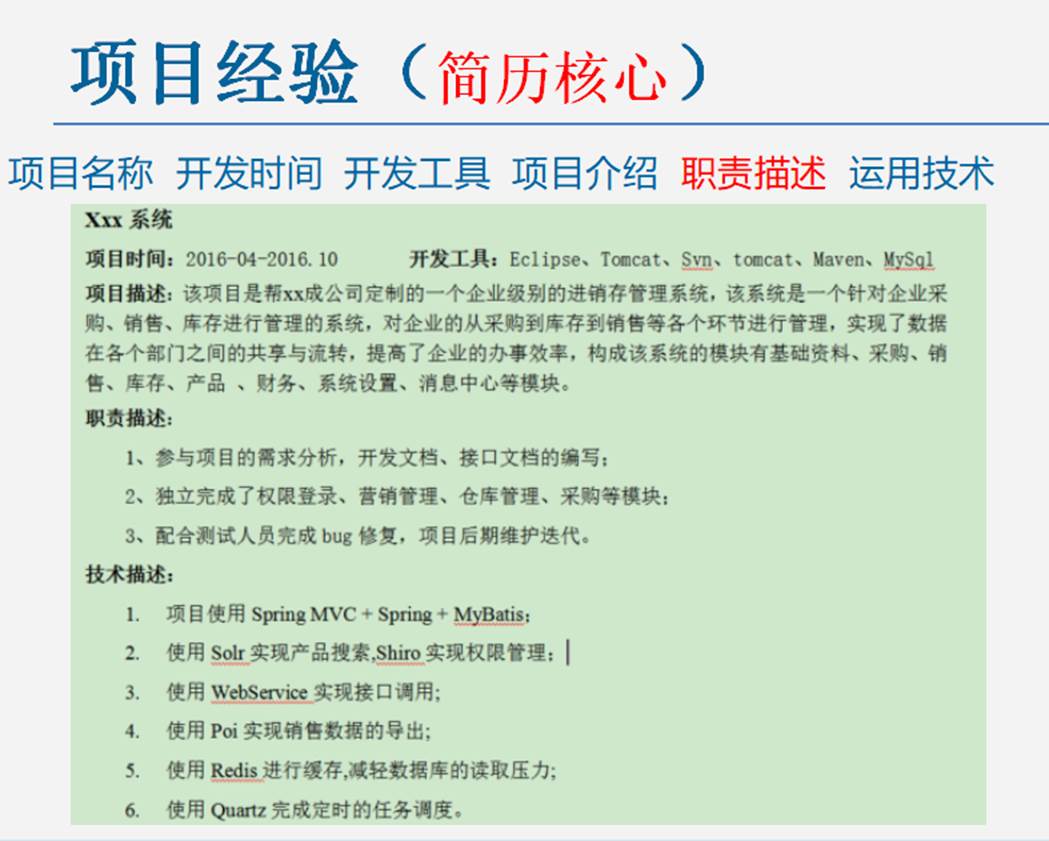 项目经验（简历核心）
项目名称 开发时间 开发工具 项目介绍 职责描述 运用技术
Xxx 系统
项目时间：2016-04-2016.10 开发工具：Eclipse、Tomcat、Svn、tomcat、Maven、MySql
项目描述：该项目是帮xx成公司定制的一个企业级别的进销存管理系统，该系统是一个针对企业采
购、销售、库存进行管理的系统，对企业的从采购到库存到销售等各个环节进行管理，实现了数据
在各个部门之间的共享与流转，提高了企业的办事效率，构成该系统的模块有基础资料、采购、销
售、库存、产品 、财务、系统设置、消息中心等模块。
职责描述：
1、参与项目的需求分析，开发文档、接口文档的编写；
2、独立完成了权限登录、营销管理、仓库管理、采购等模块；
3、配合测试人员完成 bug 修复，项目后期维护迭代。
技术描述：
1. 项目使用 Spring MVC + Spring + MyBatis；
2. 使用 Solr 实现产品搜索,Shiro 实现权限管理；
3. 使用 WebService 实现接口调用;
4. 使用 Poi 实现销售数据的导出;
5. 使用 Redis 进行缓存,减轻数据库的读取压力;
6. 使用 Quartz 完成定时的任务调度。